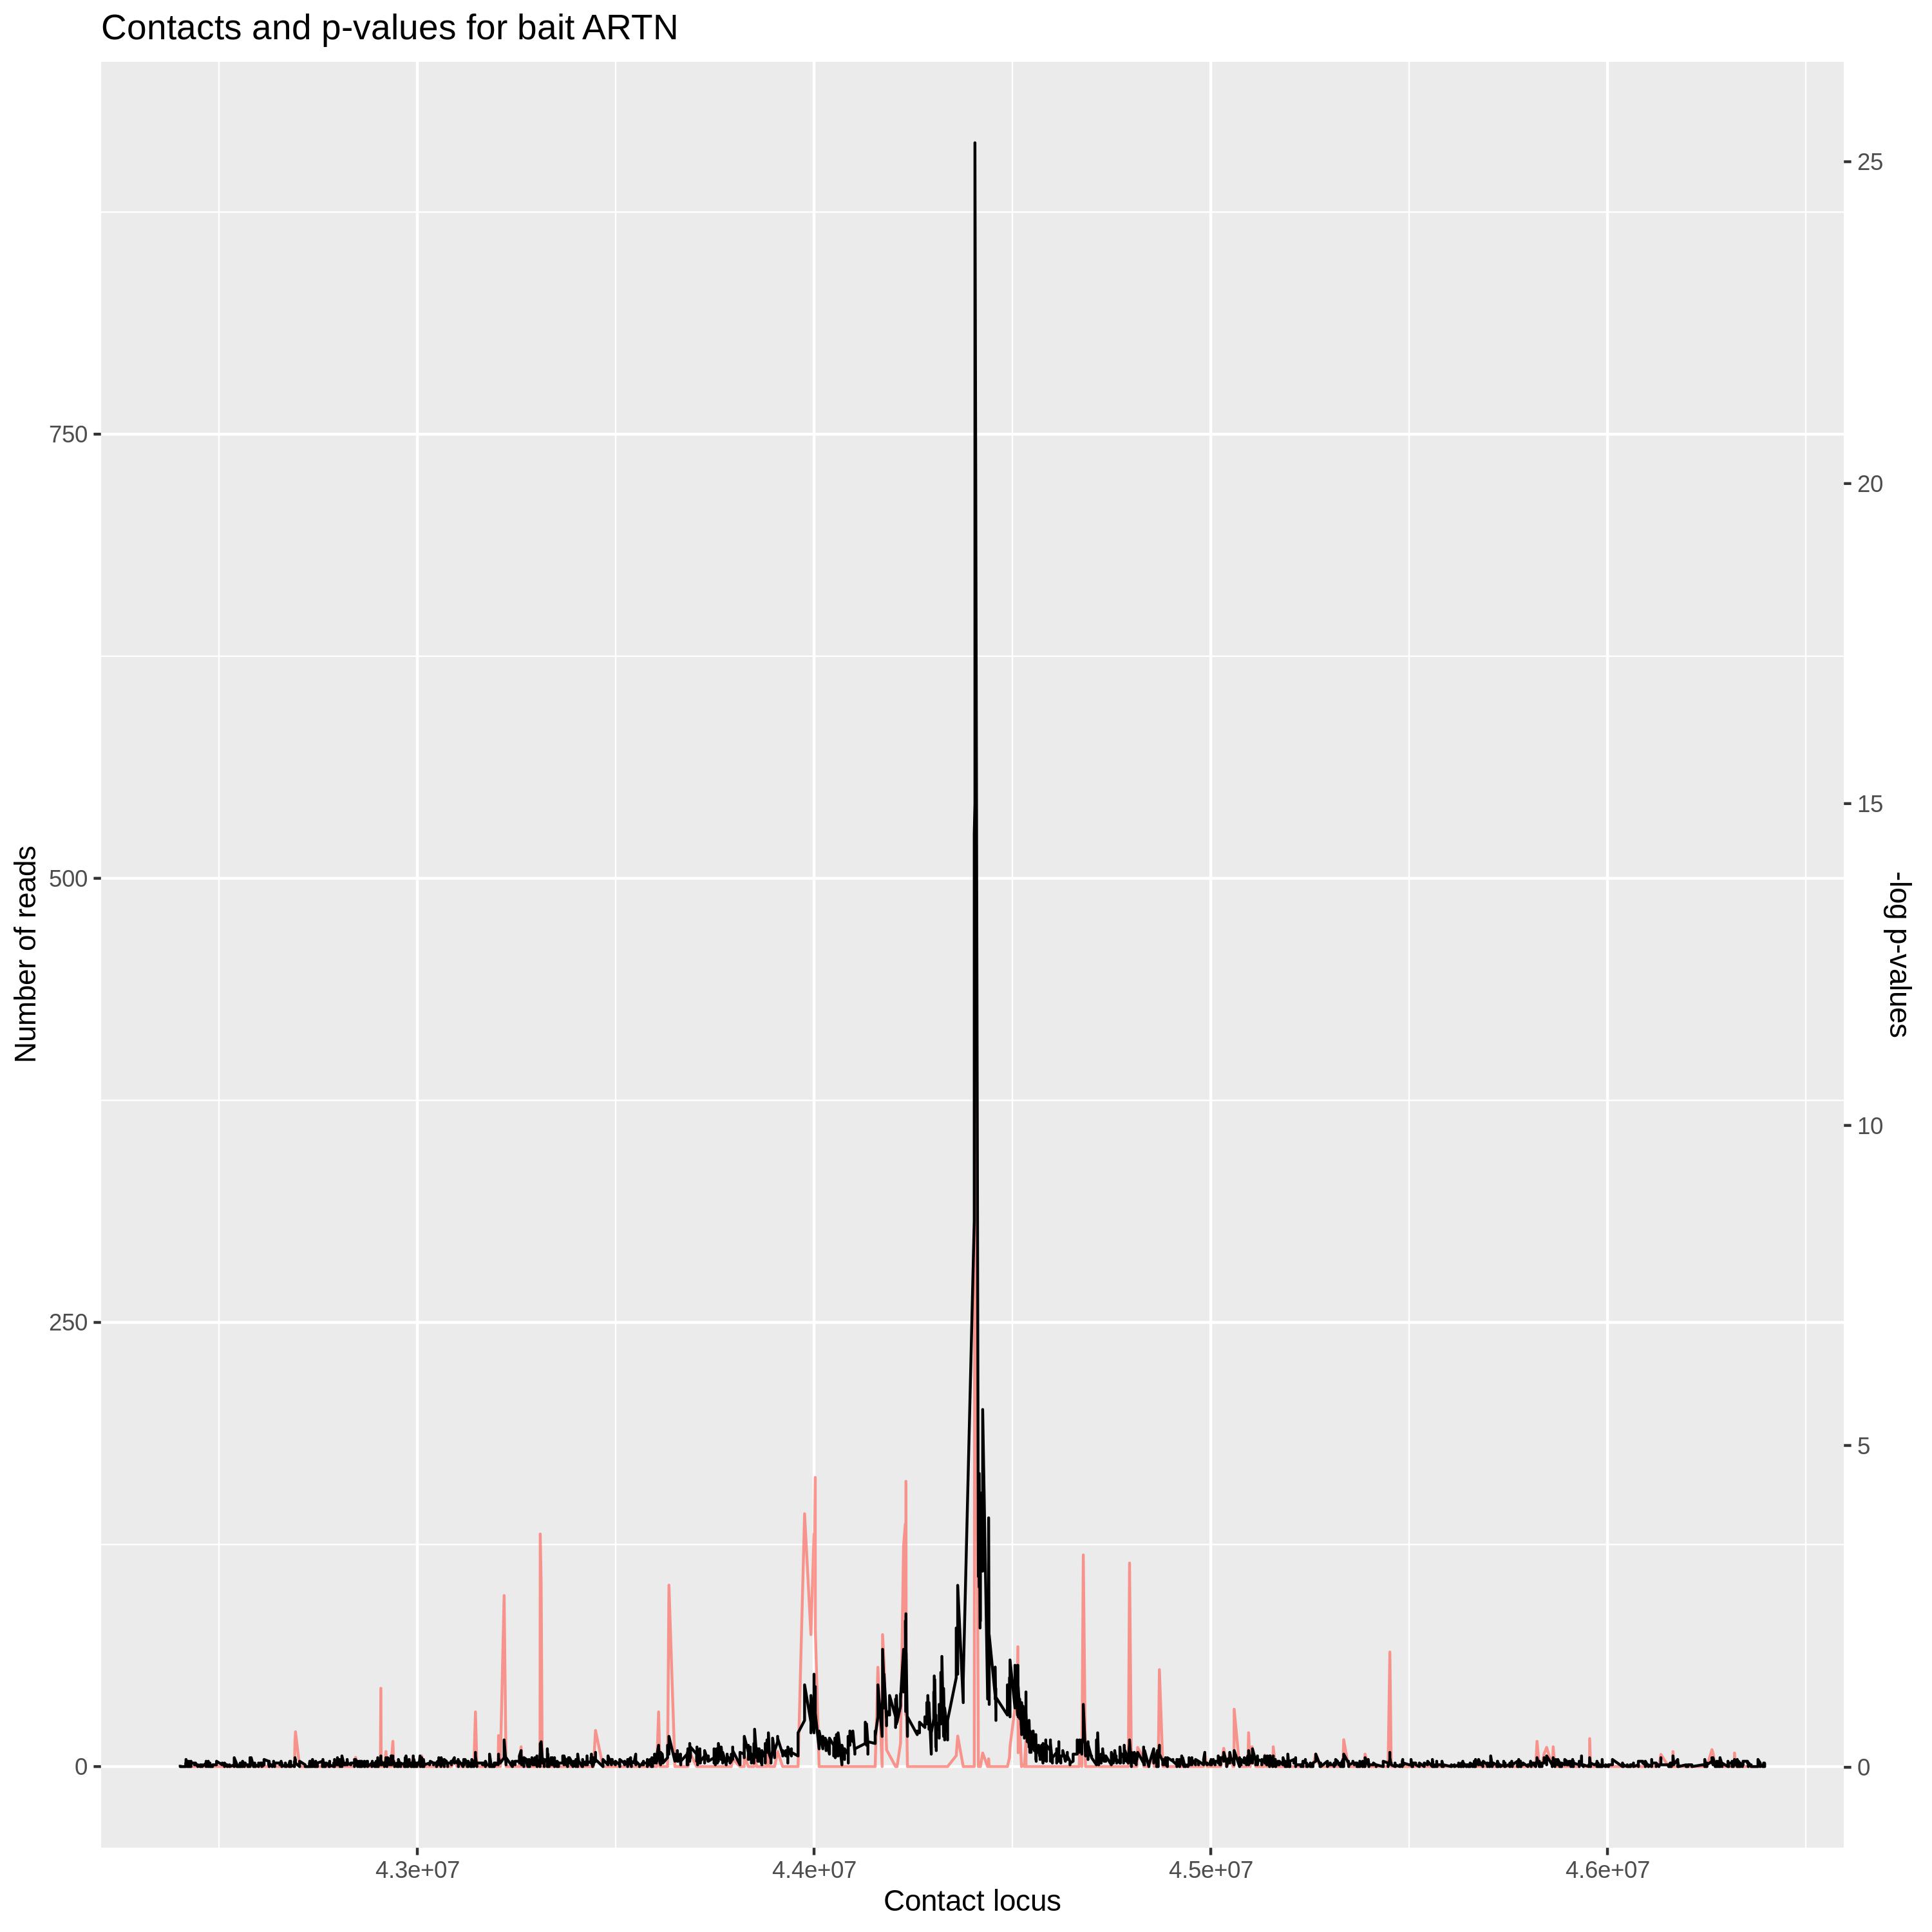 Contacts and p-values for bait ARTN
Number of reads
750
500
250
0
25
20
15
10
5
0
-log p-values
4.3e+07
4.4e+07
4.5e+07
4.6e+07
Contact locus